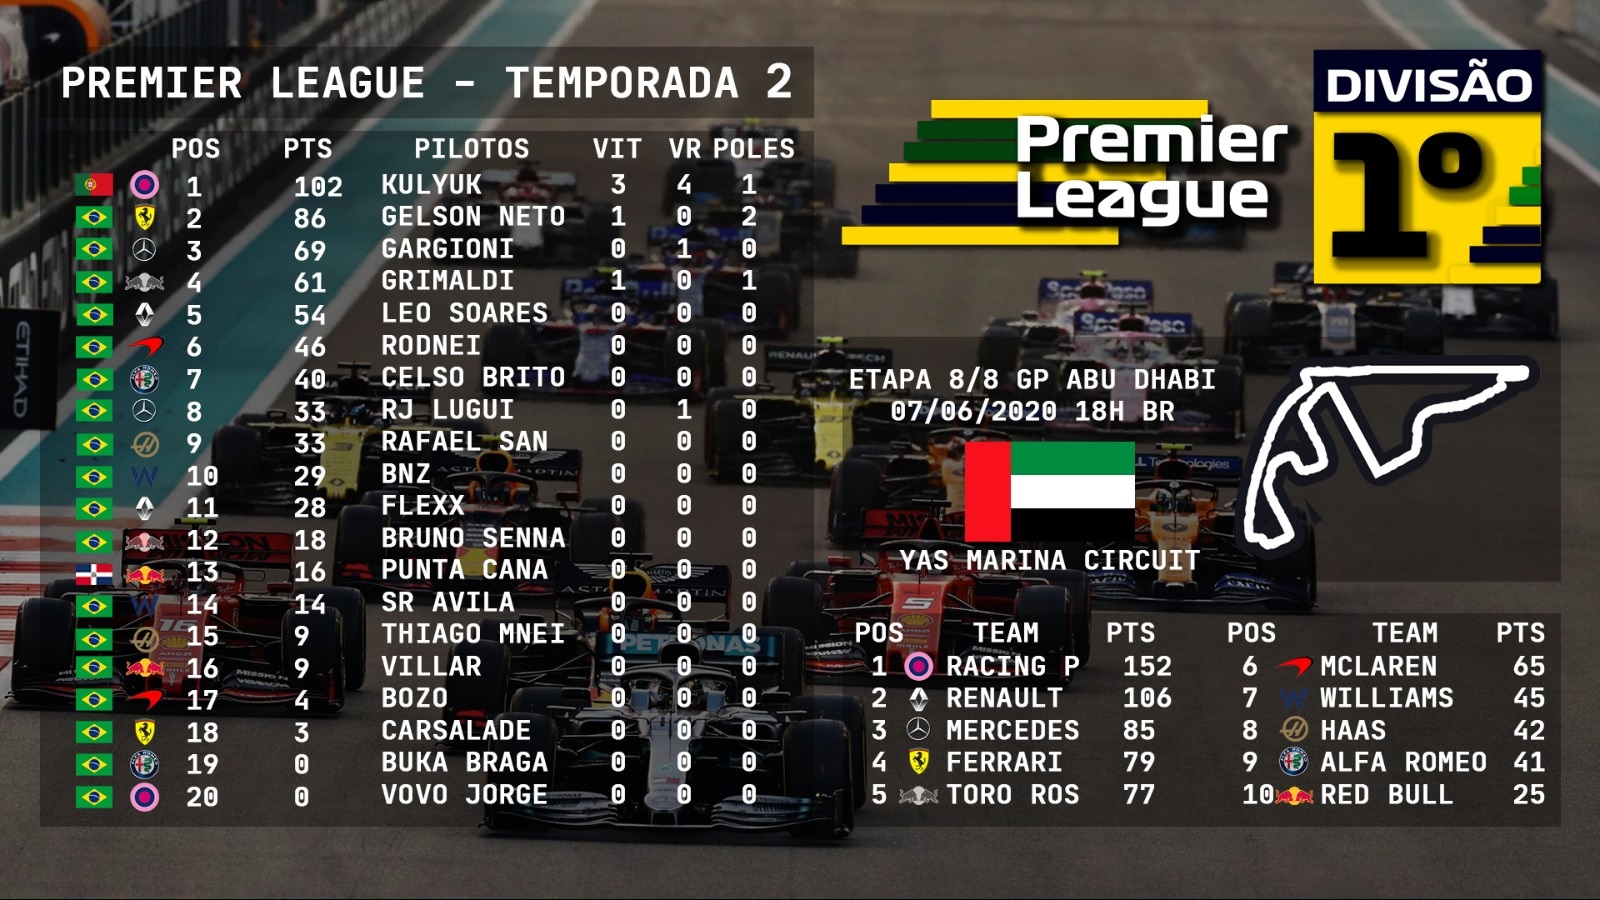 PREMIER LEAGUE - TEMPORADA 2
POS PTS PILOTOS VIT VR POLES
1 102 KULYUK 3 4 1
2 86 GELSON NETO 1 0 2
3 69 GARGIONI 0 1 0
4 61 GRIMALDI 1 0 1
5 54 LEO SOARES 0 0 0
6 46 RODNEI 0 0 0
7 40 CELSO BRITO 0 0 0
8 33 RJ LUGUI 0 1 0
9 33 RAFAEL SAN 0 0 0
10 29 BNZ 0 0 0
11 28 FLEXX 0 0 0
12 18 BRUNO SENNA 0 0 0
13 16 PUNTA CANA 0 0 0
14 14 SR AVILA 0 0 0
15 9 THIAGO MNEI 0 0 0
16 9 VILLAR 0 0 0
17 4 BOZO 0 0 0
18 3 CARSALADE 0 0 0
19 0 BUKA BRAGA 0 0 0
20 0 VOVO JORGE 0 0 0
Premier
League
DIVISÃO
1º
ETAPA 8/8 GP ABU DHABI
07/06/2020 18H BR
YAS MARINA CIRCUIT
POS TEAM PTS POS TEAM PTS
1 RACING P 152 6 MCLAREN 65
2 RENAULT 106 7 WILLIAMS 45
3 MERCEDES 85 8 HAAS 42
4 FERRARI 79 9 ALFA ROMEO 41
5 TORO ROS 77 10 RED BULL 25
ETIHAD
PETRONAS
5
16